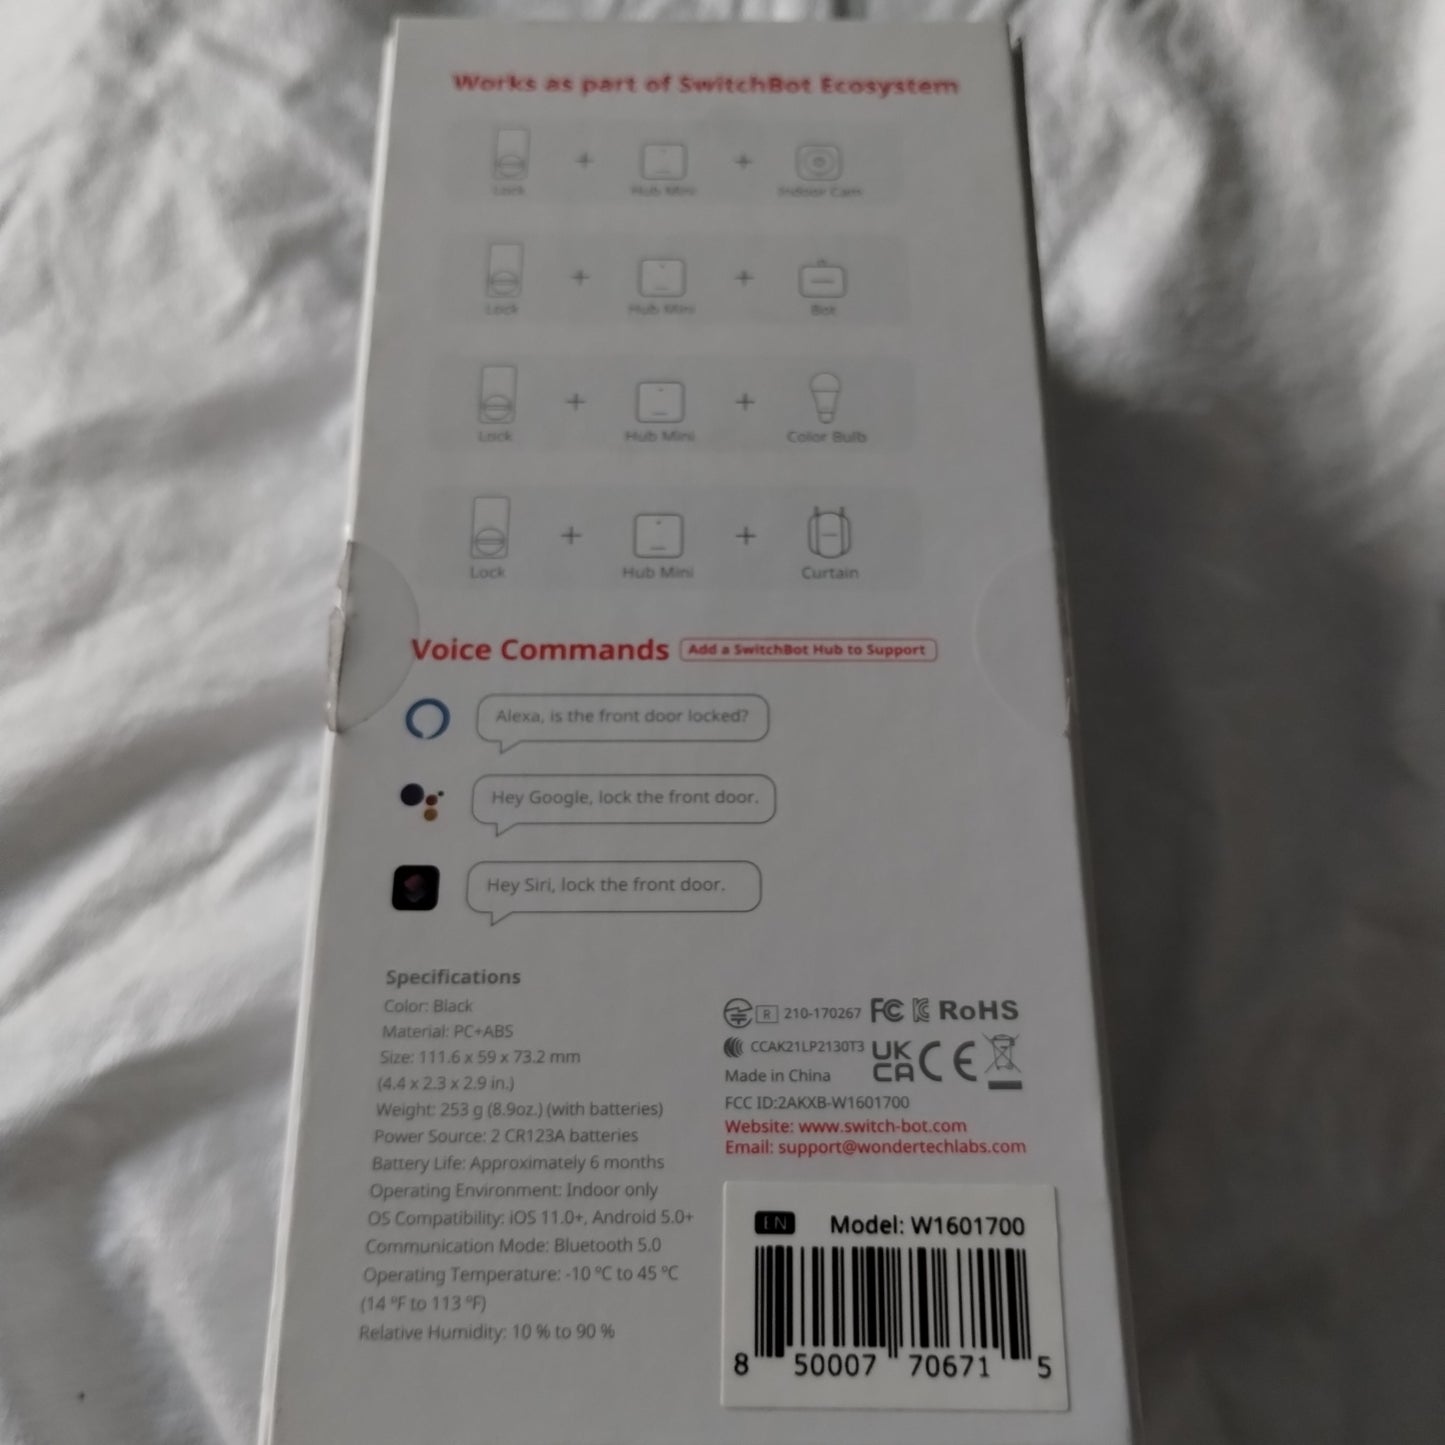 Works as part of SwitchBot Ecosystem
Lock + Hub Mini + Indoor Cam
Lock + Hub Mini + Bot
Lock + Hub Mini + Color Bulb
Lock + Hub Mini + Curtain
Voice Commands Add a SwitchBot Hub to Support
Alexa, is the front door locked?
Hey Google, lock the front door.
Hey Siri, lock the front door.
Specifications
Color: Black
Material: PC+ABS
Size: 111.6 x 59 x 73.2 mm
(4.4 x 2.3 x 2.9 in.)
Weight: 253 g (8.9oz.) (with batteries)
Power Source: 2 CR123A batteries
Battery Life: Approximately 6 months
Operating Environment: Indoor only
OS Compatibility: iOS 11.0+, Android 5.0+
Communication Mode: Bluetooth 5.0
Operating Temperature: -10 ºC to 45 ºC
(14 ºF to 113 ºF)
Relative Humidity: 10 % to 90 %
R 210-170267 FC RoHS
CCAK21LP2130T3 UK CA CE
Made in China
FCC ID:2AKXB-W1601700
Website: www.switch-bot.com
Email: support@wondertechlabs.com
EN Model: W1601700
8 50007 70671 5